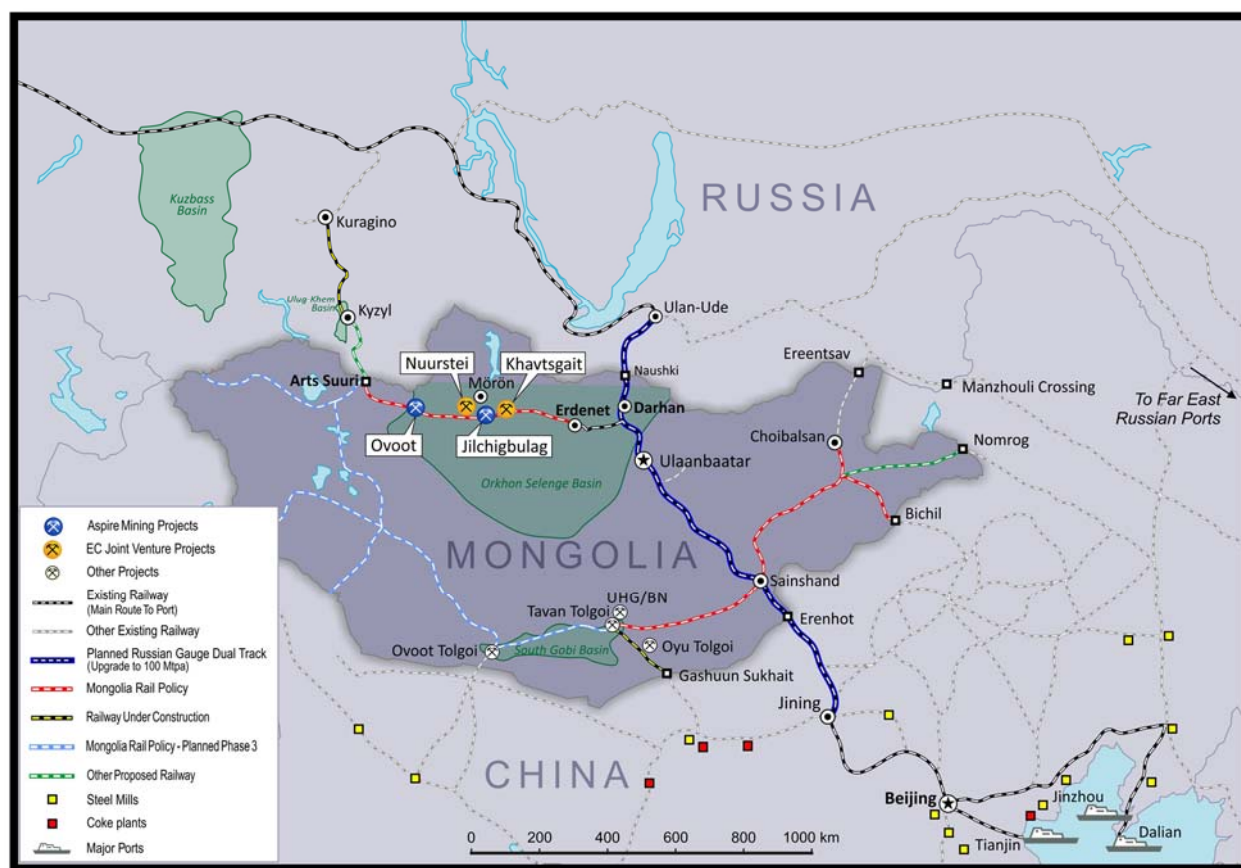 RUSSIA
Kuzbass
Basin
Kuragino
Ulug-Khem
Basin
Kyzyl
Ulan-Ude
Naushki
Ereentsav
Manzhouli Crossing
To Far East
Russian Ports
Nuurstei
Khavtsgait
Mörön
Arts Suuri
Erdenet
Darhan
Ovoot
Jilchigbulag
Choibalsan
Nomrog
Ulaanbaatar
Orkhon Selenge Basin
Bichil
MONGOLIA
Sainshand
UHG/BN
Tavan Tolgoi
Erenhot
Ovoot Tolgoi
South Gobi Basin
Oyu Tolgoi
Gashuun Sukhait
Jining
CHINA
Beijing
Jinzhou
Tianjin
Dalian
0 200 400 600 800 1000 km
Aspire Mining Projects
EC Joint Venture Projects
Other Projects
Existing Railway
(Main Route To Port)
Other Existing Railway
Planned Russian Gauge Dual Track
(Upgrade to 100 Mtpa)
Mongolia Rail Policy
Railway Under Construction
Mongolia Rail Policy - Planned Phase 3
Other Proposed Railway
Steel Mills
Coke plants
Major Ports